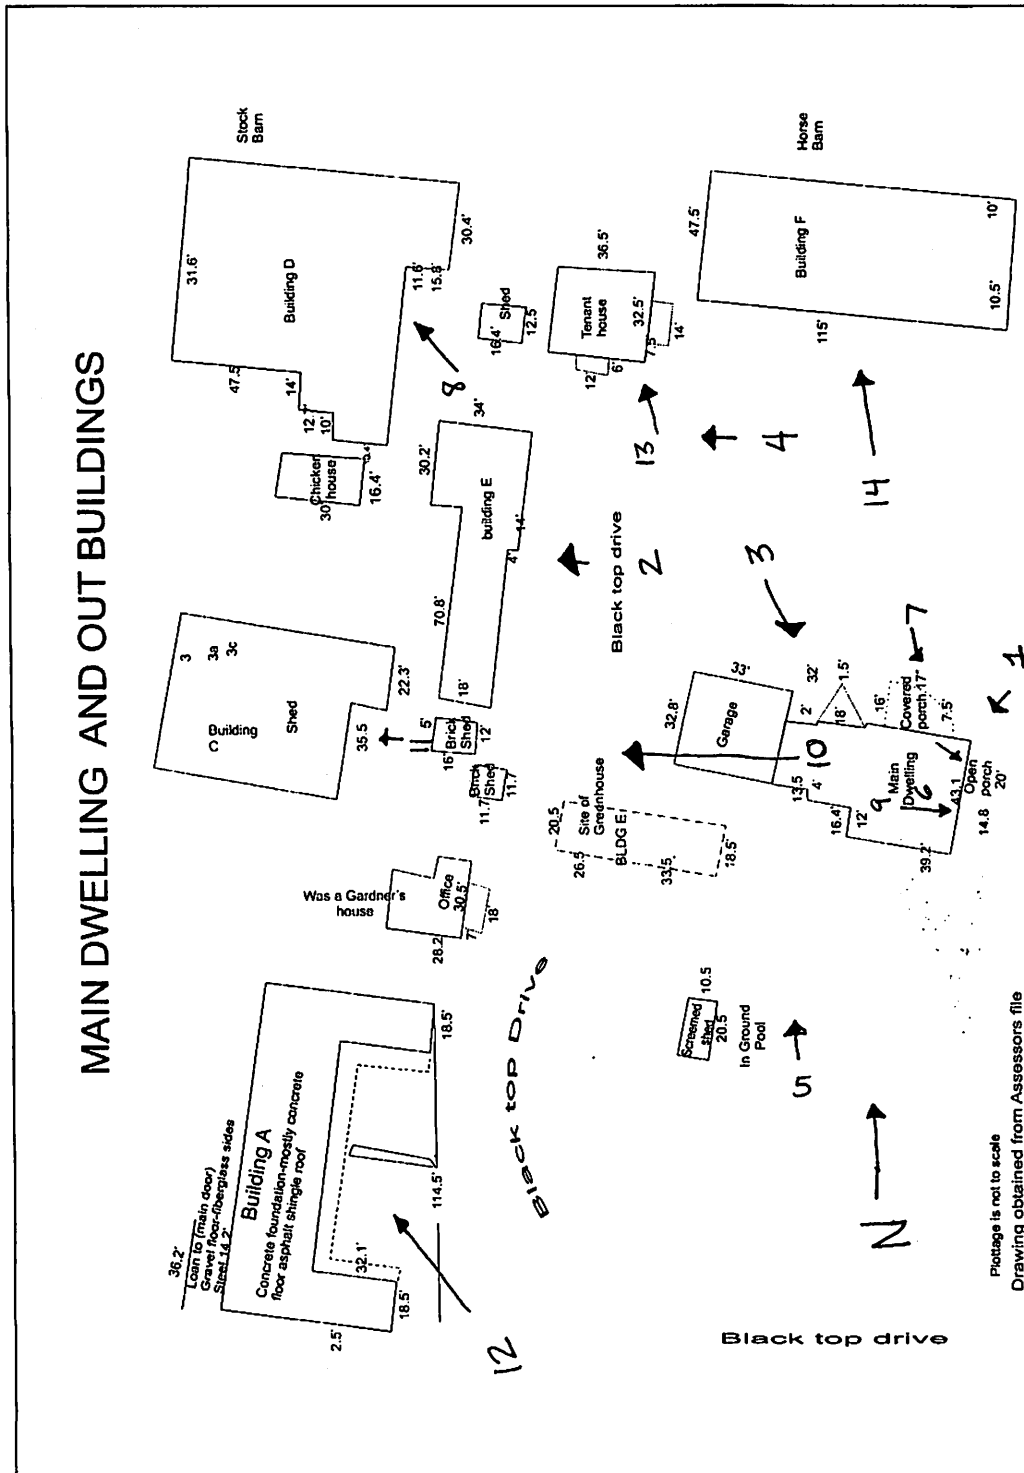 MAIN DWELLING AND OUT BUILDINGS
Stock
Barn
31.6'
Building D
47.5
14'
12.
10'
11.6'
15.8'
30.4'
Chicken
house
30'
16.4'
8
16.4'
Shed
12.5
36.5'
Tenant
house
32.5'
7.5'
14'
12'
6'
13
4
Horse
Barn
47.5'
Building F
115'
10'
10.5'
14
30.2'
34'
building E
70.8'
18'
4'
14'
2
Black top drive
3
3
3a
3c
Building
C
Shed
22.3'
35.5
11
5'
16'
Brick
Shed
12'
Brick
Shed
11.7'
11.7
33'
32.8'
Garage
2'
32'
1.5'
18'
16'
Covered
porch
17"
7
7.5'
1
10
13.5
4'
9
Main
Dwelling
6
16.4'
12'
43.1
Open
porch
20'
14.8
39.2'
20.5
Site of
Greenhouse
BLDG E
26.5
33.5'
18.5'
Was a Gardner's
house
Office
30.5'
28.2
7'
18'
Screened
shed
10.5
20.5
In Ground
Pool
5
N
Black top Drive
36.2'
Loan to (main door)
Gravel floor-fiberglass sides
Steel 14.2'
Building A
Concrete foundation-mostly concrete
floor asphalt shingle roof
32.1'
18.5'
114.5'
18.5'
2.5'
12
Black top drive
Plottage is not to scale
Drawing obtained from Assessors file